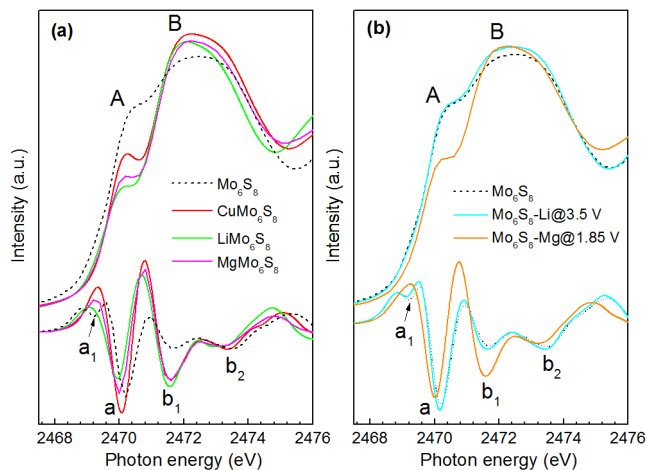 (a)
B
A
Mo6S8
CuMo6S8
LiMo6S8
MgMo6S8
a1
a
b1
b2
Intensity (a.u.)
2468 2470 2472 2474 2476
Photon energy (eV)
(b)
B
A
Mo6S8
Mo6S8-Li@3.5 V
Mo6S8-Mg@1.85 V
a1
a
b1
b2
Intensity (a.u.)
2468 2470 2472 2474 2476
Photon energy (eV)